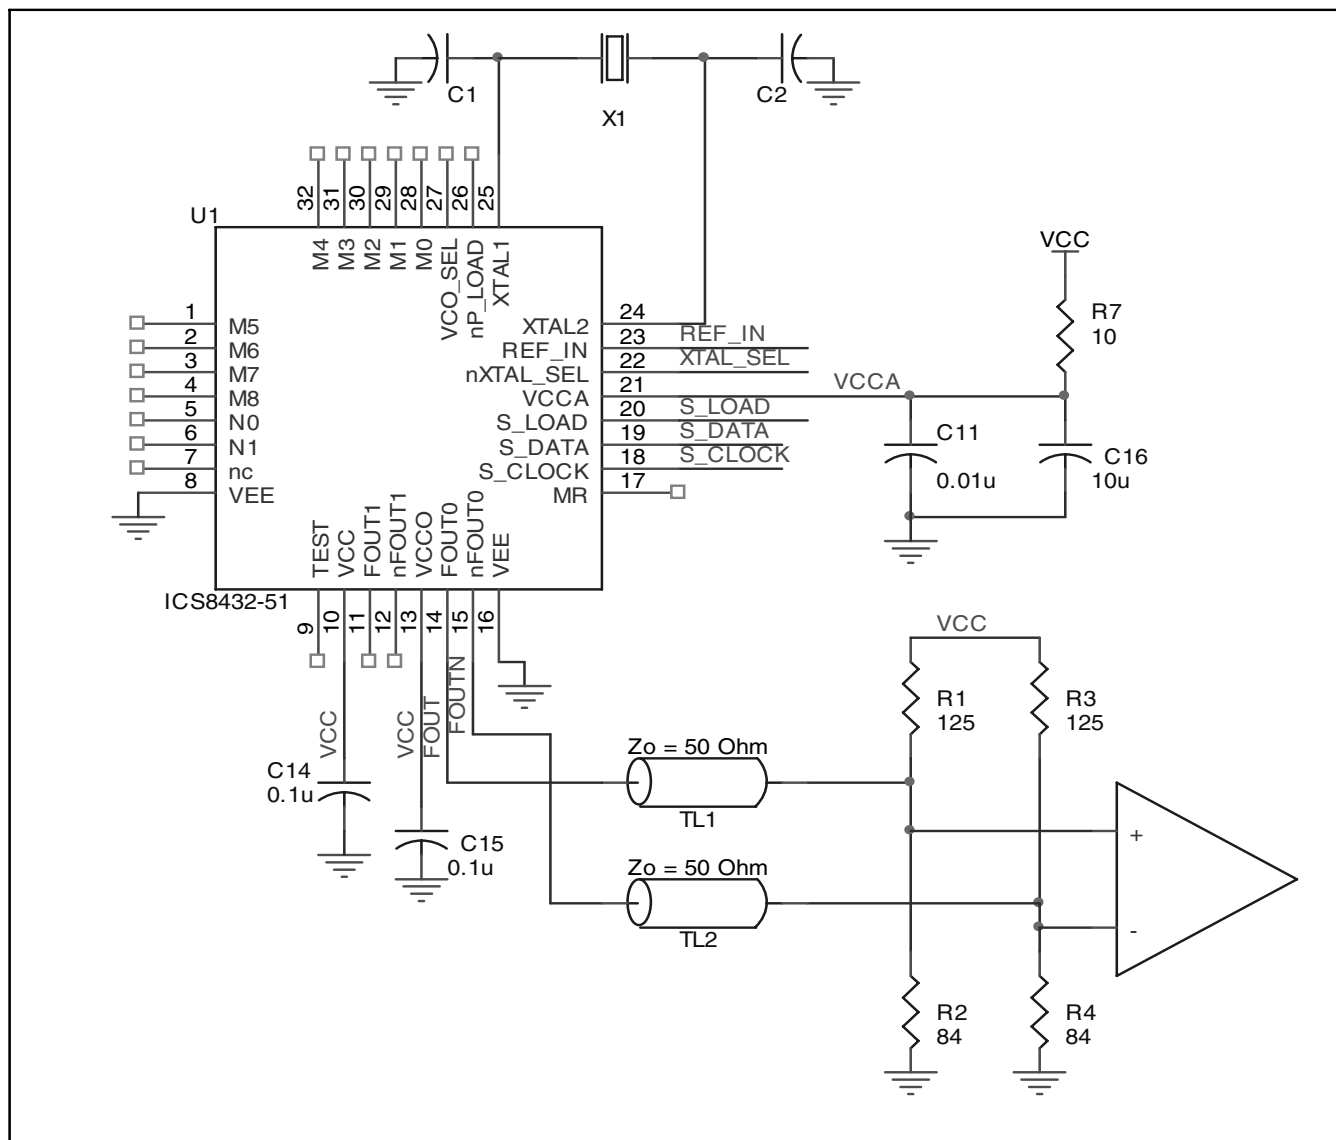 C1
X1
C2
32
31
30
29
28
27
26
25
U1
M4
M3
M2
M1
M0
VCO_SEL
nP_LOAD
XTAL1
1
2
3
4
5
6
7
8
M5
M6
M7
M8
N0
N1
nc
VEE
XTAL2
REF_IN
nXTAL_SEL
VCCA
S_LOAD
S_DATA
S_CLOCK
MR
24
23
22
21
20
19
18
17
REF_IN
XTAL_SEL
VCCA
S_LOAD
S_DATA
S_CLOCK
VCC
R7
10
C11
0.01u
C16
10u
TEST
VCC
FOUT1
nFOUT1
VCCO
FOUT0
nFOUT0
VEE
ICS8432-51
9
10
11
12
13
14
15
16
VCC
VCC
FOUT
FOUTN
C14
0.1u
C15
0.1u
Zo = 50 Ohm
TL1
Zo = 50 Ohm
TL2
VCC
R1
125
R3
125
+
-
R2
84
R4
84